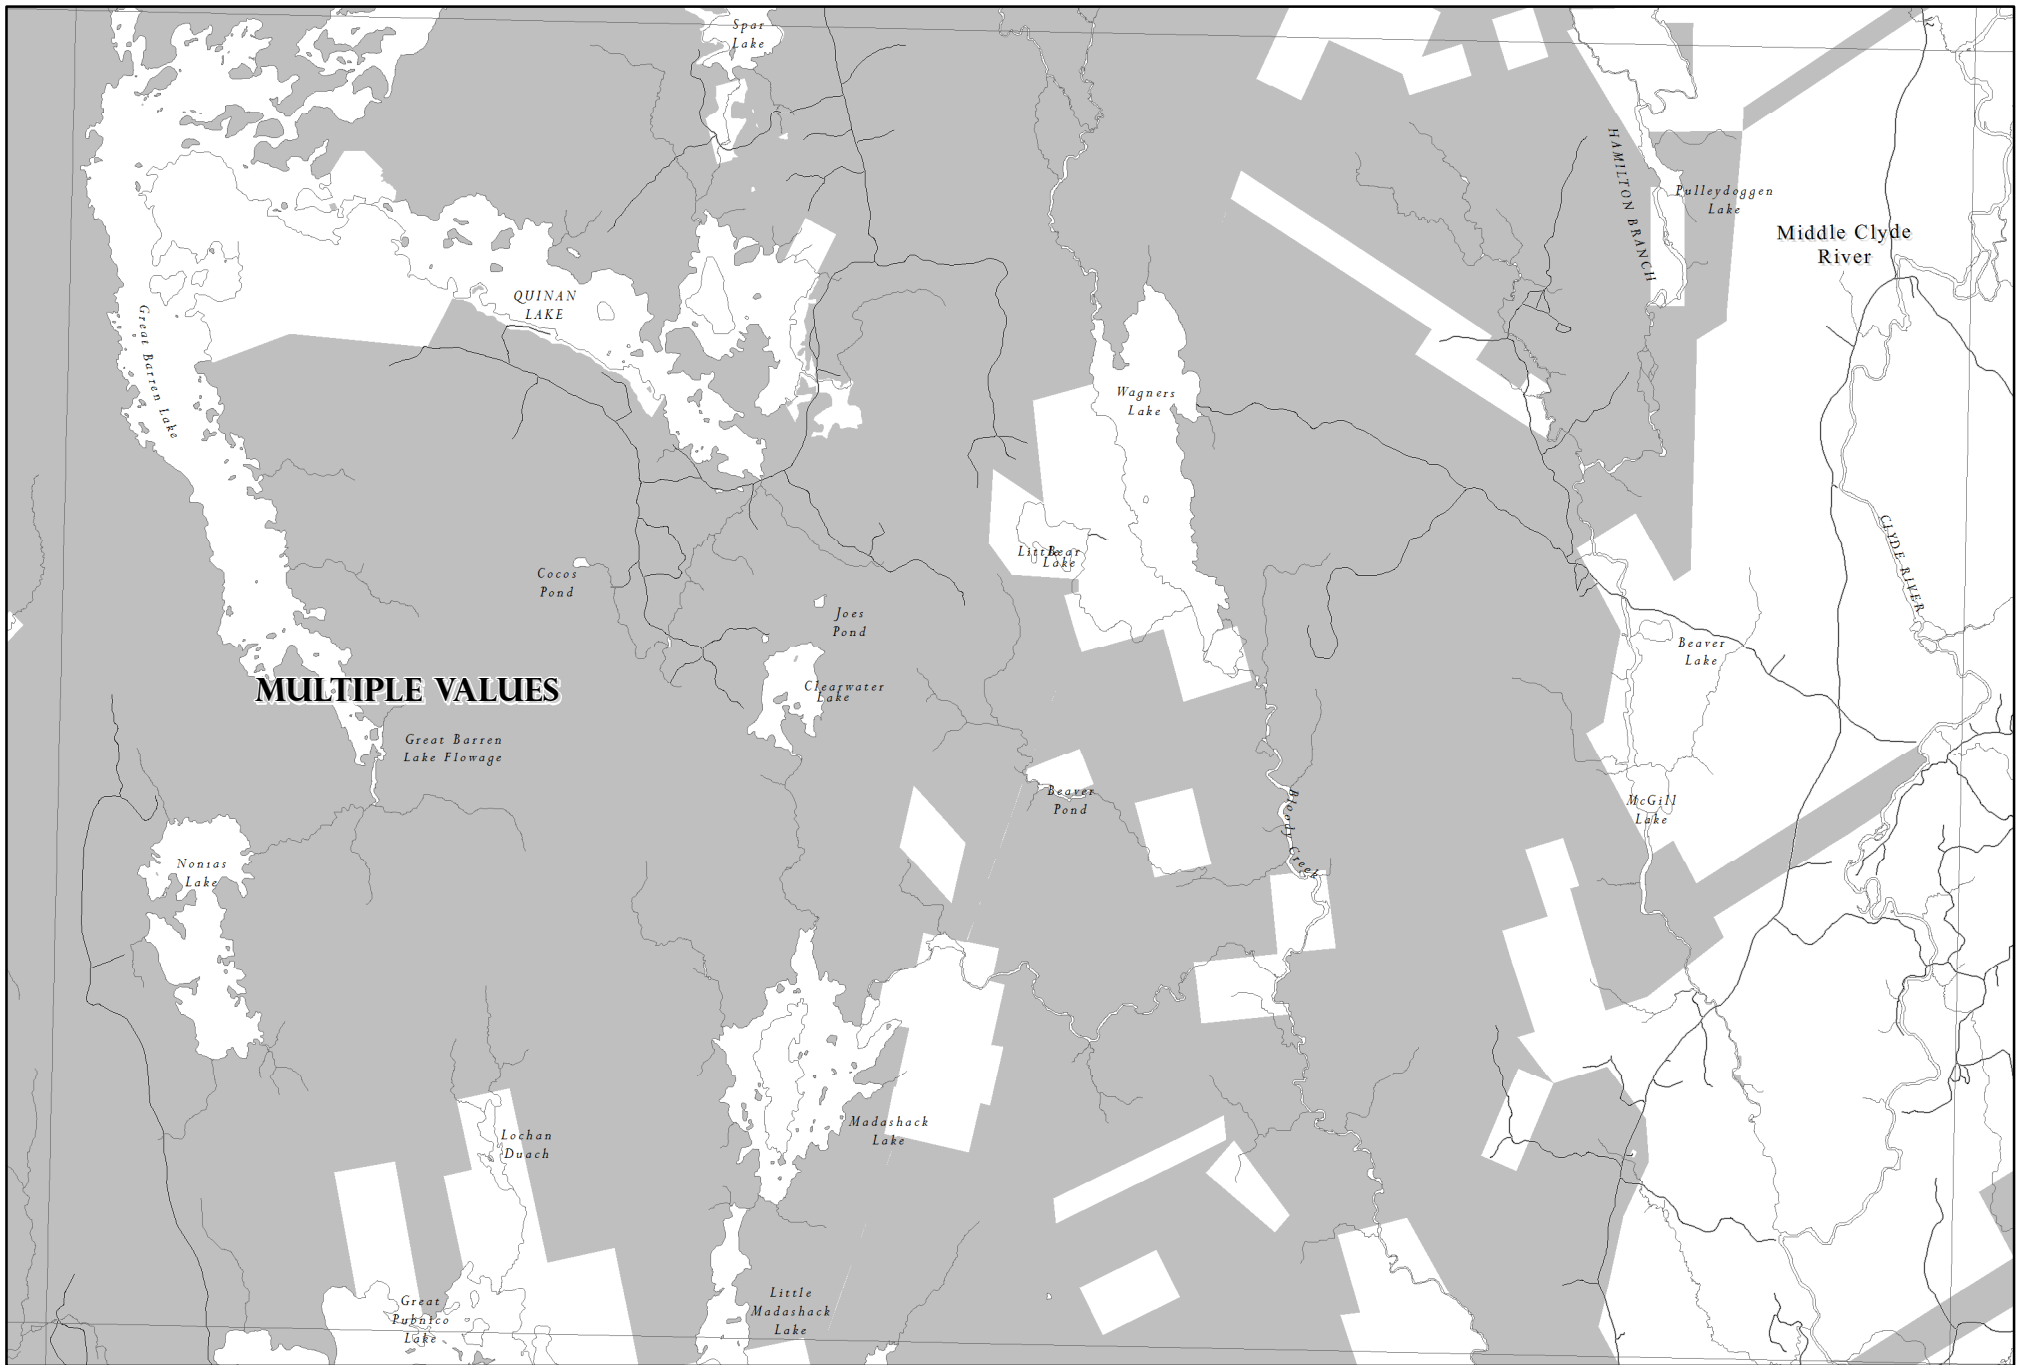 Spar
Lake
HAMILTON BRANCH
Pulleydoggen
Lake
Middle Clyde
River
QUINAN
LAKE
Great Barren Lake
Wagners
Lake
CLYDE RIVER
Little
Bear
Lake
Cocos
Pond
Joes
Pond
Beaver
Lake
Clearwater
Lake
MULTIPLE VALUES
Great Barren
Lake Flowage
Beaver
Pond
Bloody Creek
McGill
Lake
Nonias
Lake
Madashack
Lake
Lochan
Duach
Great
Pubnico
Lake
Little
Madashack
Lake